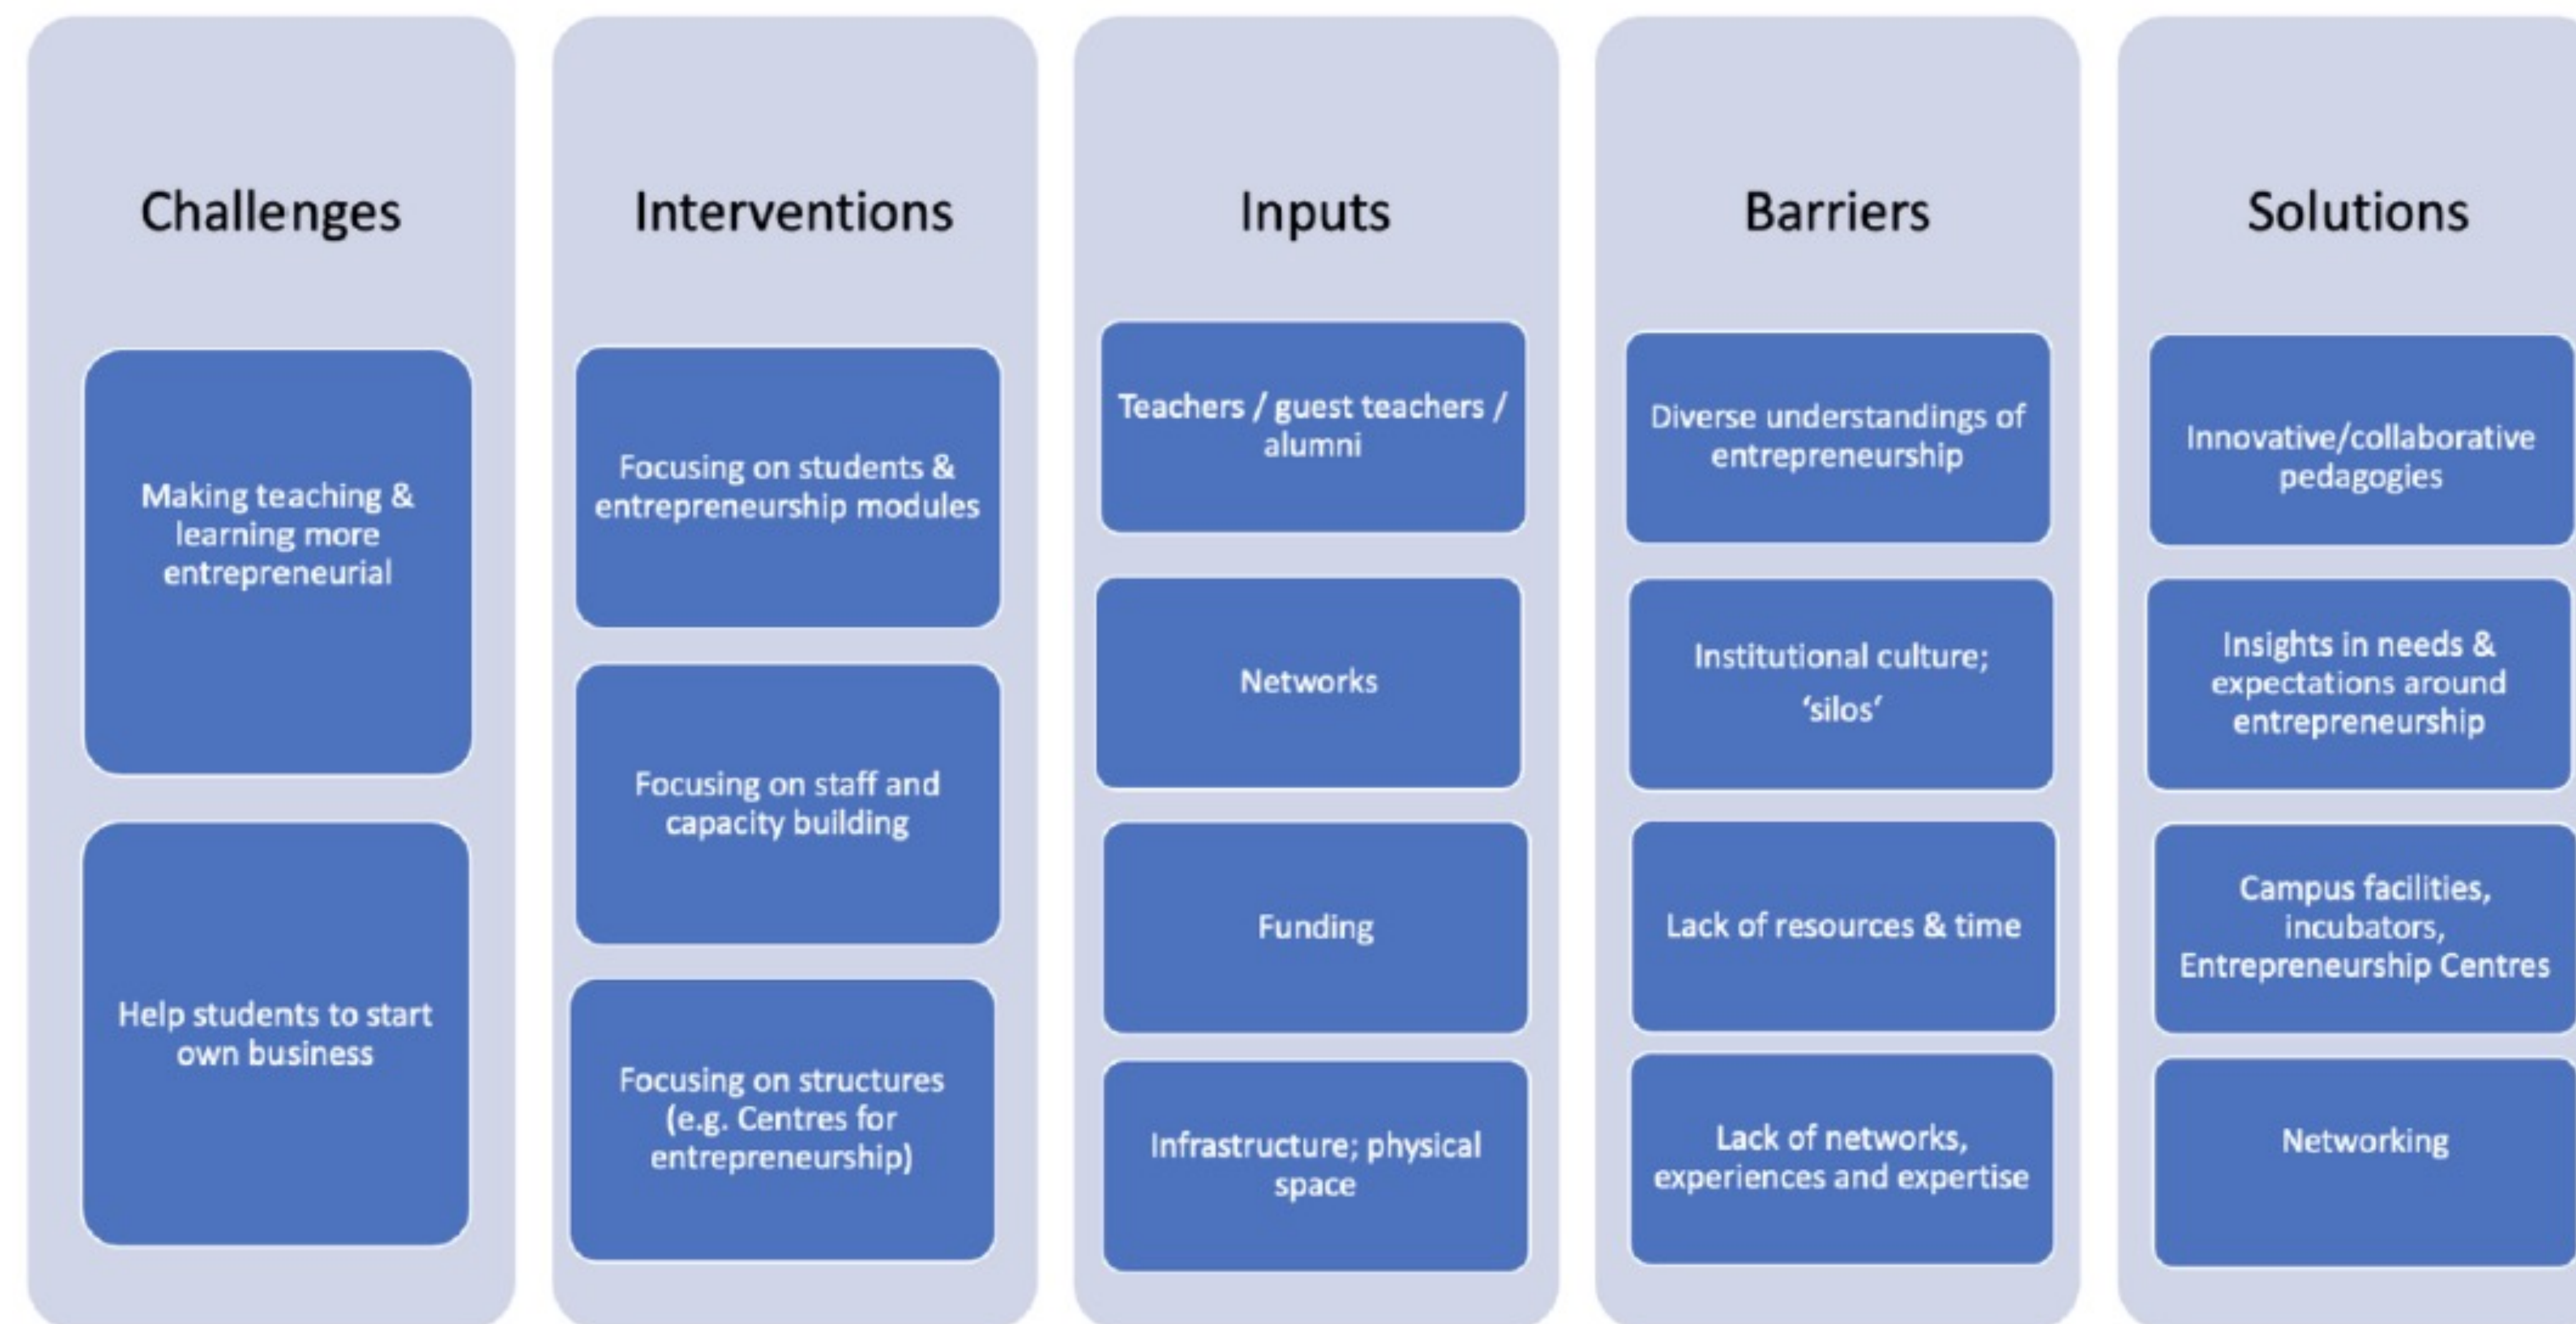 Challenges
Making teaching &
learning more
entrepreneurial
Help students to start
own business
Interventions
Focusing on students &
entrepreneurship modules
Focusing on staff and
capacity building
Focusing on structures
(e.g. Centres for
entrepreneurship)
Inputs
Teachers / guest teachers /
alumni
Networks
Funding
Infrastructure; physical
space
Barriers
Diverse understandings of
entrepreneurship
Institutional culture;
‘silos’
Lack of resources & time
Lack of networks,
experiences and expertise
Solutions
Innovative/collaborative
pedagogies
Insights in needs &
expectations around
entrepreneurship
Campus facilities,
incubators,
Entrepreneurship Centres
Networking